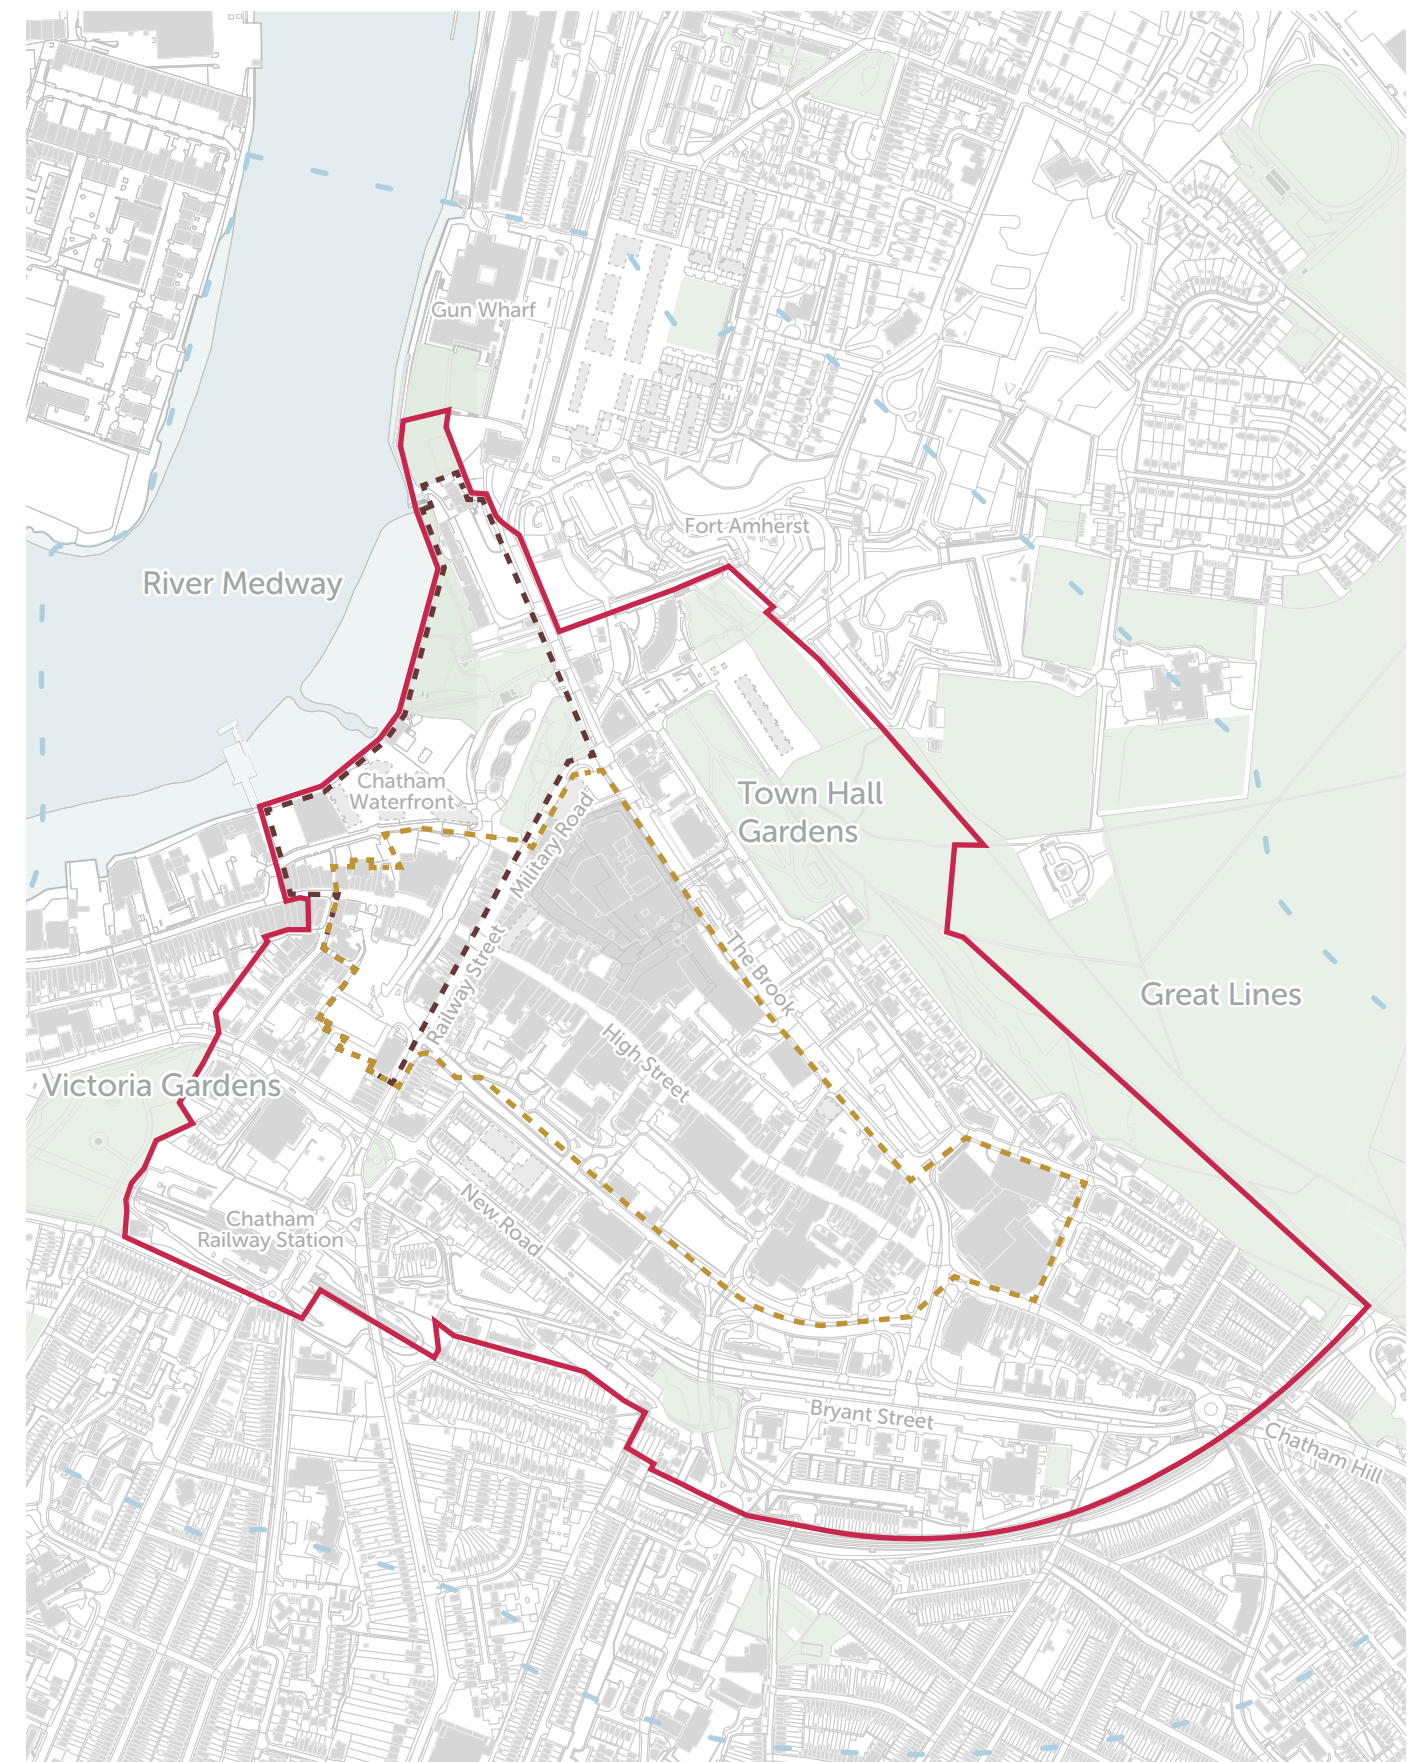 Gun Wharf
Fort Amherst
River Medway
Chatham
Waterfront
Military Road
Town Hall
Gardens
The Brook
Railway Street
Great Lines
High Street
Victoria Gardens
New Road
Chatham
Railway Station
Bryant Street
Chatham Hill